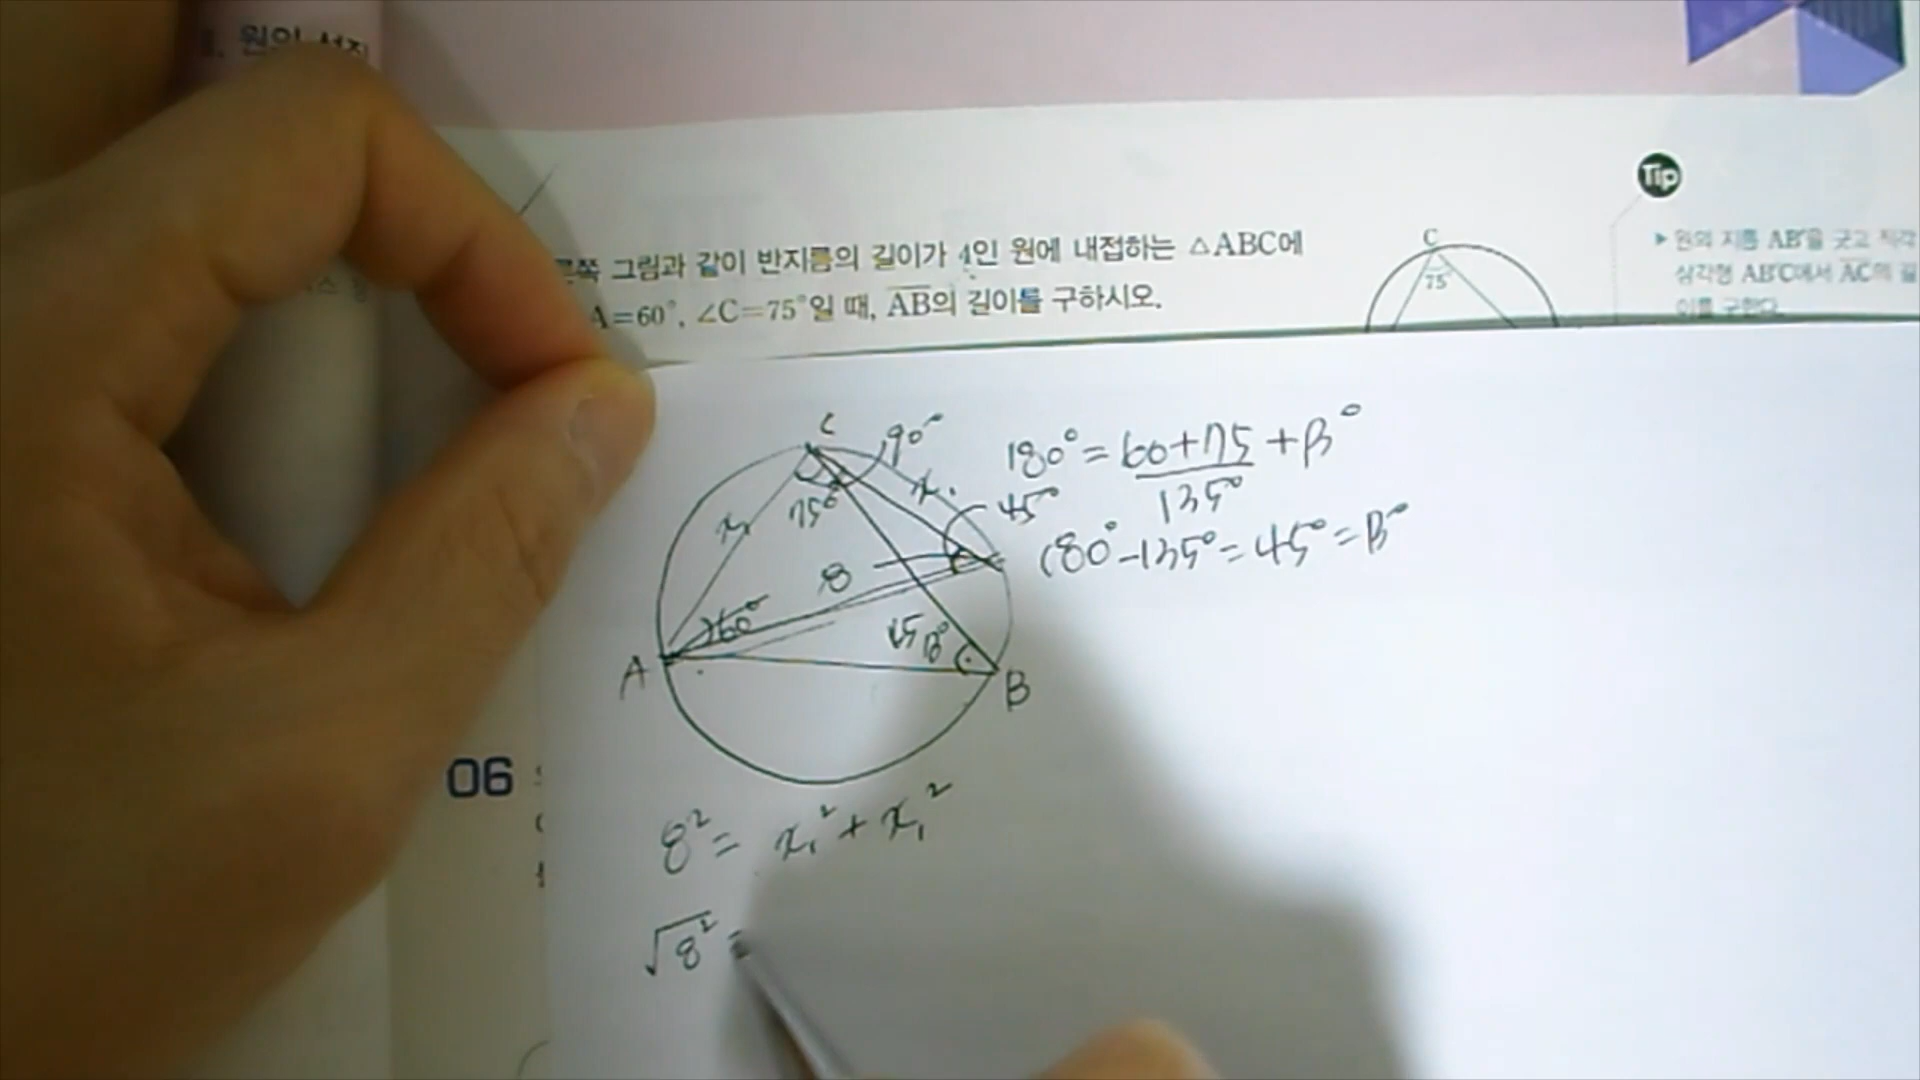 원의 성질
른쪽 그림과 같이 반지름의 길이가 4인 원에 내접하는 △ABC에
A=60°, ∠C=75°일 때, AB의 길이를 구하시오.
C
75°
Tip
▶ 원의 지름 AB'을 긋고 직각
삼각형 AB'C에서 AC의 길
이를 구한다.
C
90°
75°
x₁
x₁
45°
8
60°
45°
B°
A
B
180° = 60+75 + B°
135°
180° - 135° = 45° = B°
06
8² = x₁² + x₁²
√8² =